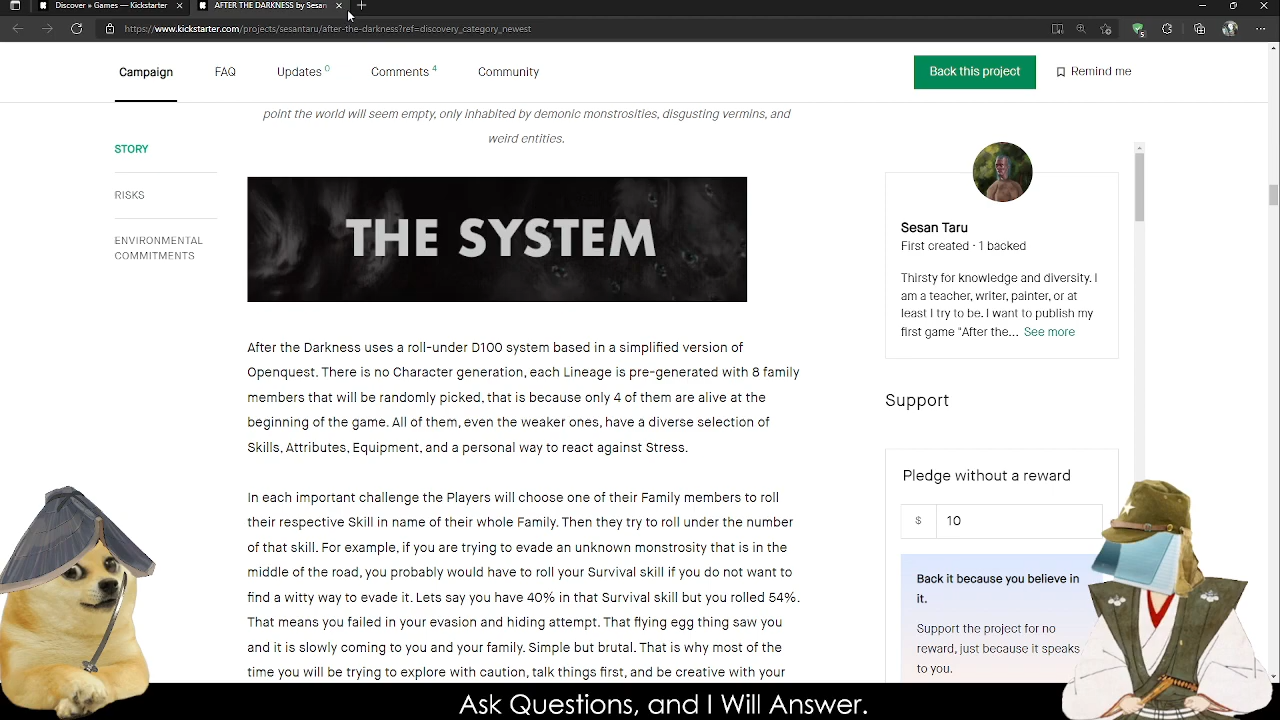 Discover » Games — Kickstarter
AFTER THE DARKNESS by Sesan
https://www.kickstarter.com/projects/sesantaru/after-the-darkness?ref=discovery_category_newest
Campaign
FAQ
Updates 0
Comments 4
Community
Back this project
Remind me
point the world will seem empty, only inhabited by demonic monstrosities, disgusting vermins, and
weird entities.
STORY
RISKS
ENVIRONMENTAL
COMMITMENTS
THE SYSTEM
After the Darkness uses a roll-under D100 system based in a simplified version of
Openquest. There is no Character generation, each Lineage is pre-generated with 8 family
members that will be randomly picked, that is because only 4 of them are alive at the
beginning of the game. All of them, even the weaker ones, have a diverse selection of
Skills, Attributes, Equipment, and a personal way to react against Stress.
In each important challenge the Players will choose one of their Family members to roll
their respective Skill in name of their whole Family. Then they try to roll under the number
of that skill. For example, if you are trying to evade an unknown monstrosity that is in the
middle of the road, you probably would have to roll your Survival skill if you do not want to
find a witty way to evade it. Lets say you have 40% in that Survival skill but you rolled 54%.
That means you failed in your evasion and hiding attempt. That flying egg thing saw you
and it is slowly coming to you and your family. Simple but brutal. That is why most of the
time you will be trying to explore with caution, talk things first, and be creative with your
Sesan Taru
First created · 1 backed
Thirsty for knowledge and diversity. I
am a teacher, writer, painter, or at
least I try to be. I want to publish my
first game "After the... See more
Support
Pledge without a reward
$ 10
Back it because you believe in
it.
Support the project for no
reward, just because it speaks
to you.
Ask Questions, and I Will Answer.